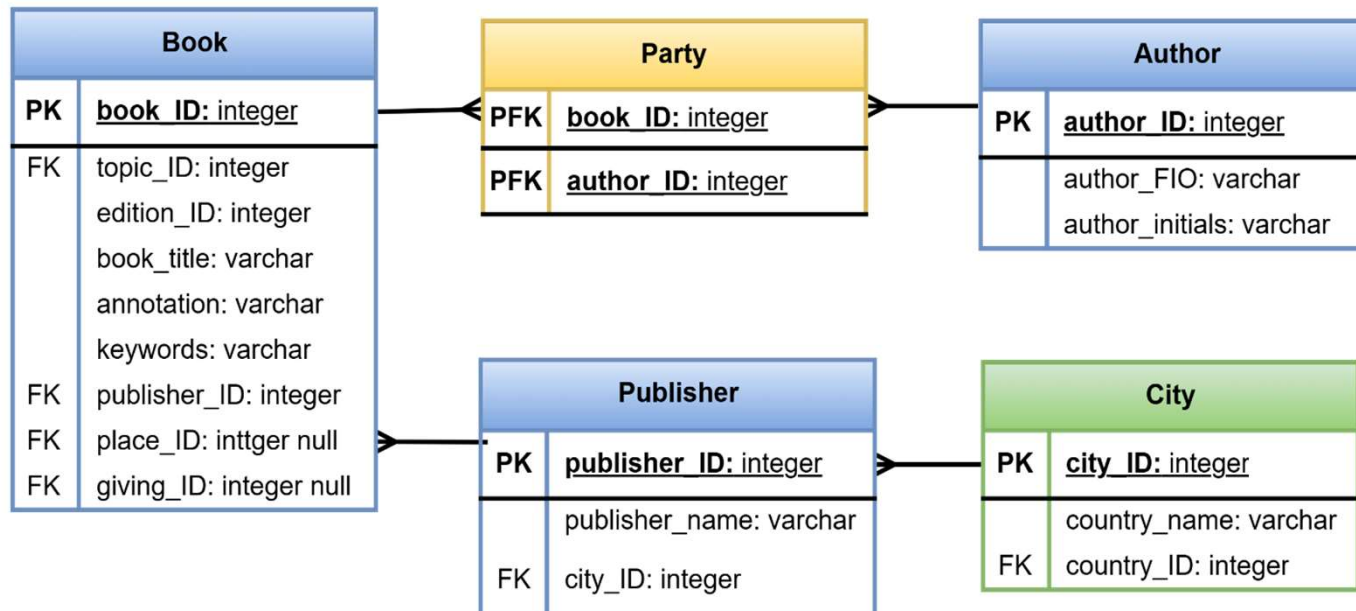 Book
PK book_ID: integer
FK topic_ID: integer
edition_ID: integer
book_title: varchar
annotation: varchar
keywords: varchar
FK publisher_ID: integer
FK place_ID: inttger null
FK giving_ID: integer null
Party
PFK book_ID: integer
PFK author_ID: integer
Author
PK author_ID: integer
author_FIO: varchar
author_initials: varchar
Publisher
PK publisher_ID: integer
publisher_name: varchar
FK city_ID: integer
City
PK city_ID: integer
country_name: varchar
FK country_ID: integer